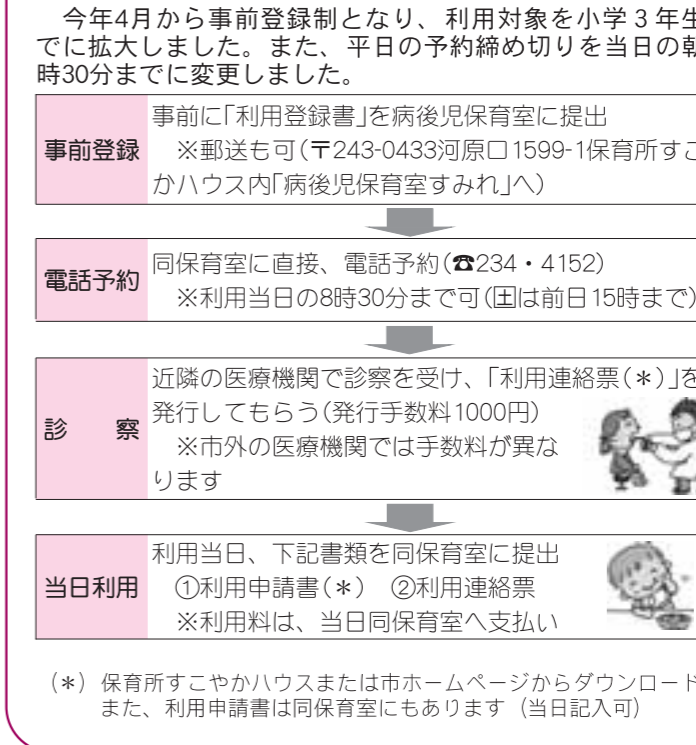 今年4月から事前登録制となり、利用対象を小学３年生
でに拡大しました。また、平日の予約締め切りを当日の朝
時30分までに変更しました。
事前登録
事前に「利用登録書」を病後児保育室に提出
※郵送も可(〒243-0433河原口1599-1保育所すこ
かハウス内「病後児保育室すみれ」へ)
電話予約
同保育室に直接、電話予約(☎234・4152)
※利用当日の8時30分まで可(土は前日15時まで)
診　察
近隣の医療機関で診察を受け、「利用連絡票(＊)」を
発行してもらう(発行手数料1000円)
※市外の医療機関では手数料が異な
ります
当日利用
利用当日、下記書類を同保育室に提出
①利用申請書(＊)　②利用連絡票
※利用料は、当日同保育室へ支払い
(＊) 保育所すこやかハウスまたは市ホームページからダウンロード
また、利用申請書は同保育室にもあります（当日記入可）